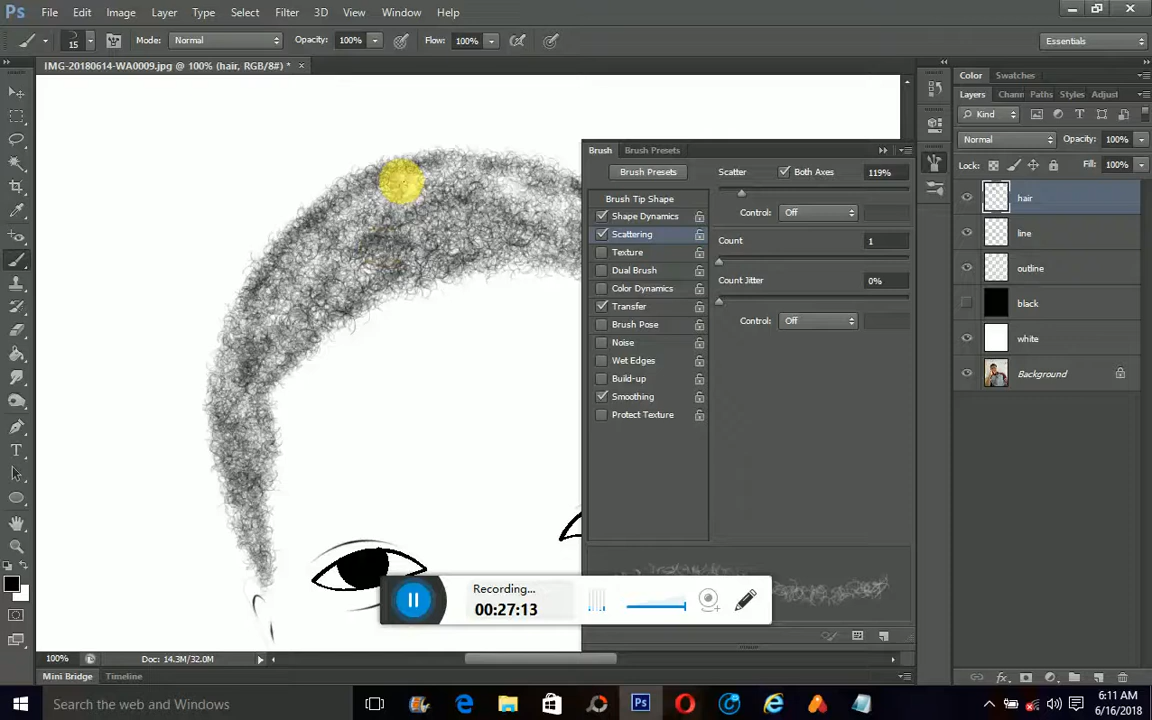 Ps File Edit Image Layer Type Select Filter 3D View Window Help
15 Mode: Normal Opacity: 100% Flow: 100% Essentials
IMG-20180614-WA0009.jpg @ 100% (hair, RGB/8#) * ×
Color Swatches
Layers Chann Paths Styles Adjust
Kind
Normal Opacity: 100%
Lock: Fill: 100%
hair
line
outline
black
white
Background
Brush Brush Presets
Brush Presets Scatter Both Axes 119%
Brush Tip Shape
Shape Dynamics Control: Off
Scattering Count 1
Texture
Dual Brush Count Jitter 0%
Color Dynamics
Transfer Control: Off
Brush Pose
Noise
Wet Edges
Build-up
Smoothing
Protect Texture
Recording...
00:27:13
100% Doc: 14.3M/32.0M
Mini Bridge Timeline
Search the web and Windows
6:11 AM
6/16/2018